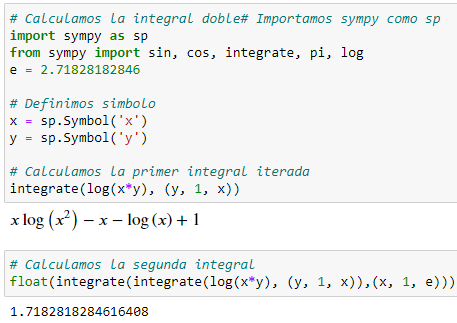 # Calculamos la integral doble# Importamos sympy como sp
import sympy as sp
from sympy import sin, cos, integrate, pi, log
e = 2.71828182846
# Definimos simbolo
x = sp.Symbol('x')
y = sp.Symbol('y')
# Calculamos la primer integral iterada
integrate(log(x*y), (y, 1, x))
x log (x²) − x − log (x) + 1
# Calculamos la segunda integral
float(integrate(integrate(log(x*y), (y, 1, x)),(x, 1, e)))
1.7182818284616408